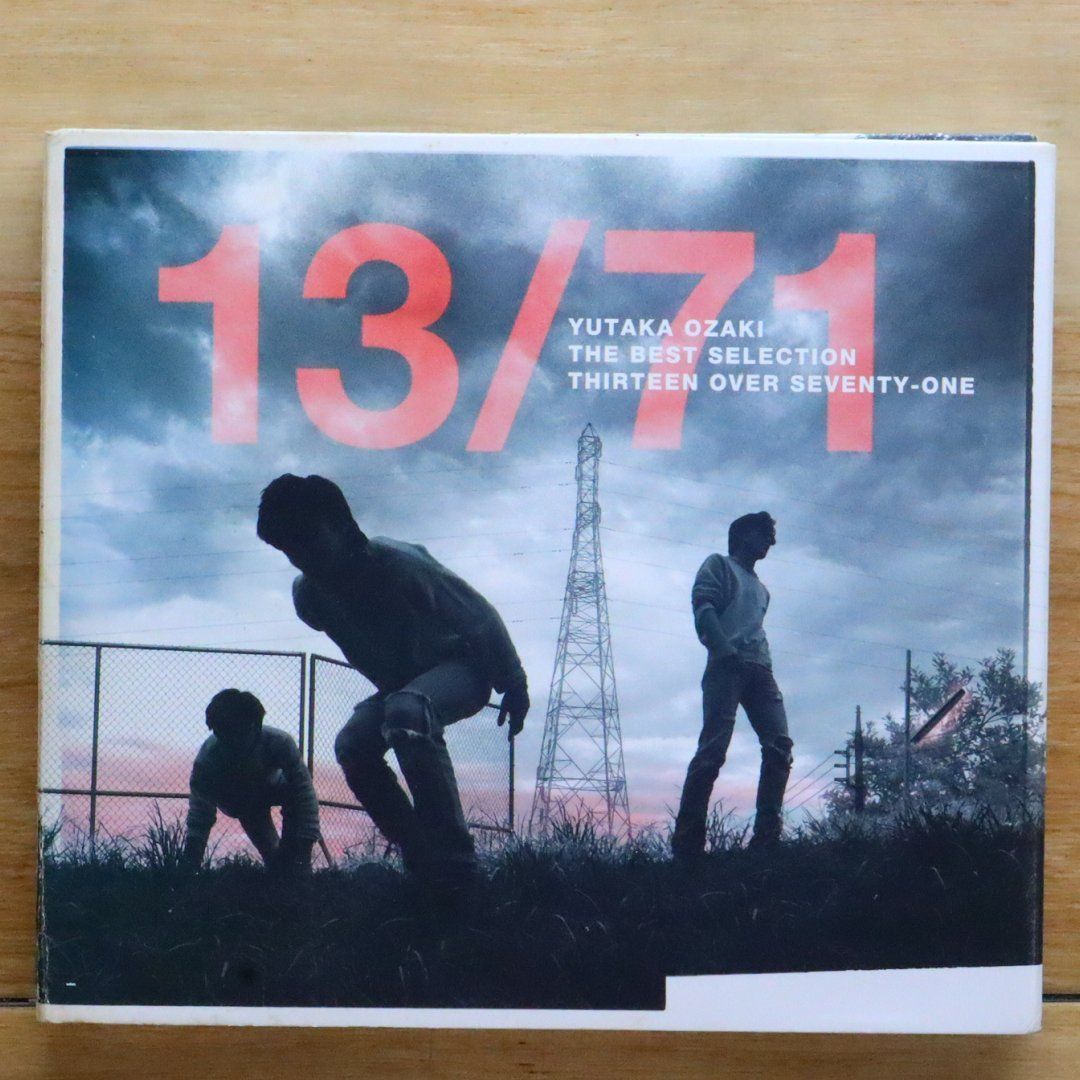 13/71
YUTAKA OZAKI
THE BEST SELECTION
THIRTEEN OVER SEVENTY-ONE